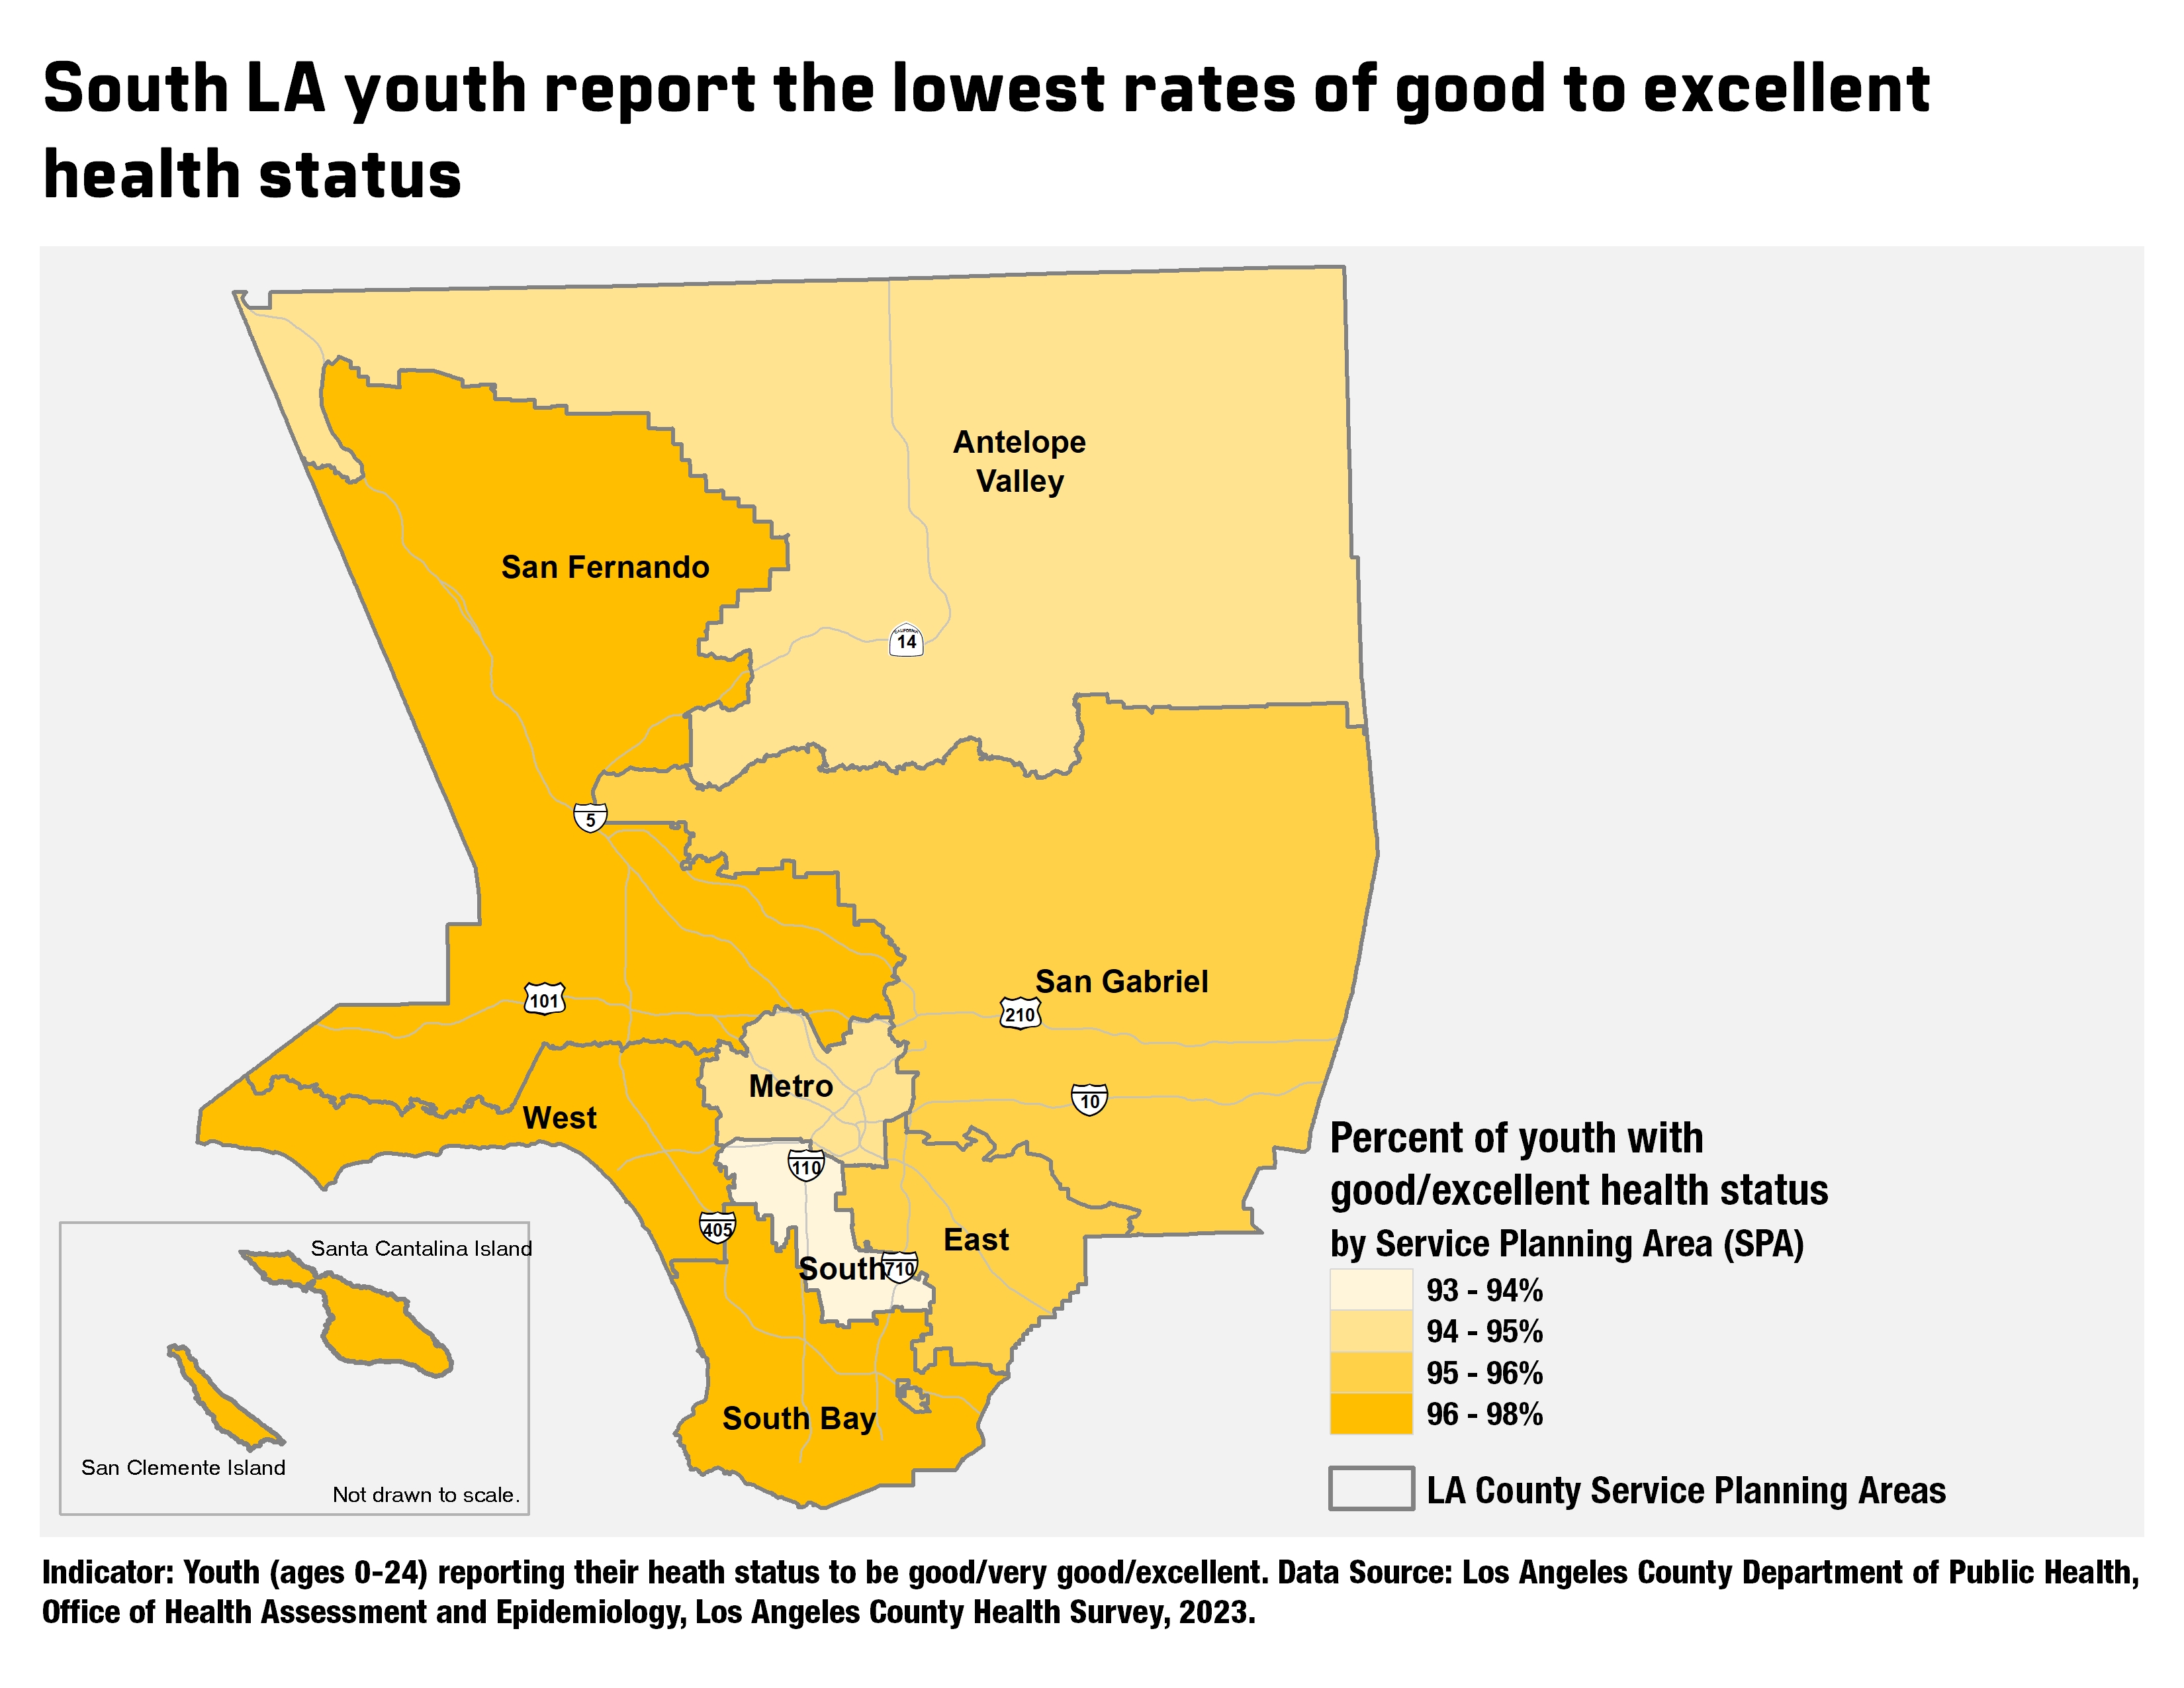 South LA youth report the lowest rates of good to excellent
health status
Antelope
Valley
San Fernando
CALIFORNIA
14
5
San Gabriel
101
210
Metro
10
West
110
405
East
South
710
South Bay
Santa Cantalina Island
San Clemente Island
Not drawn to scale.
Percent of youth with
good/excellent health status
by Service Planning Area (SPA)
93 - 94%
94 - 95%
95 - 96%
96 - 98%
LA County Service Planning Areas
Indicator: Youth (ages 0-24) reporting their heath status to be good/very good/excellent. Data Source: Los Angeles County Department of Public Health,
Office of Health Assessment and Epidemiology, Los Angeles County Health Survey, 2023.